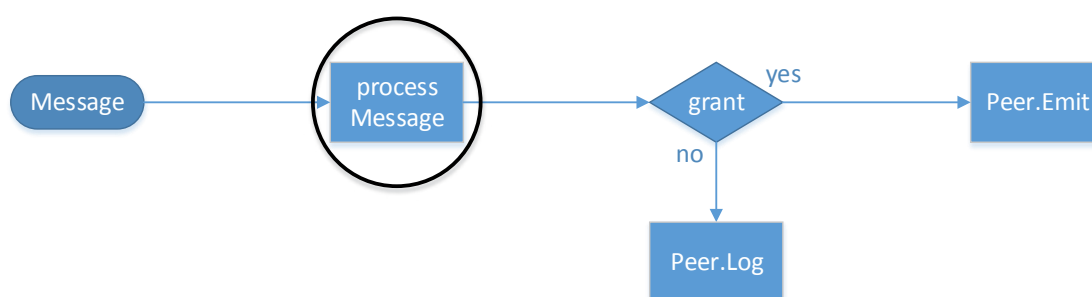 Message
process
Message
grant
yes
Peer.Emit
no
Peer.Log